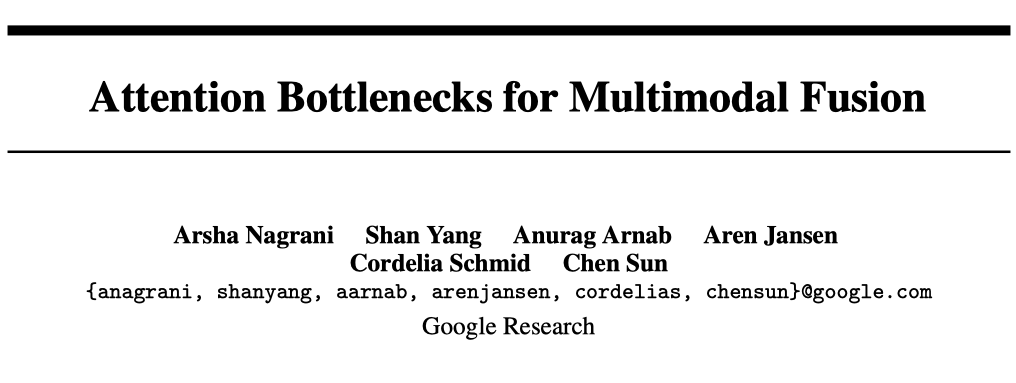 Attention Bottlenecks for Multimodal Fusion
Arsha Nagrani Shan Yang Anurag Arnab Aren Jansen
Cordelia Schmid Chen Sun
{anagrani, shanyang, aarnab, arenjansen, cordelias, chensun}@google.com
Google Research